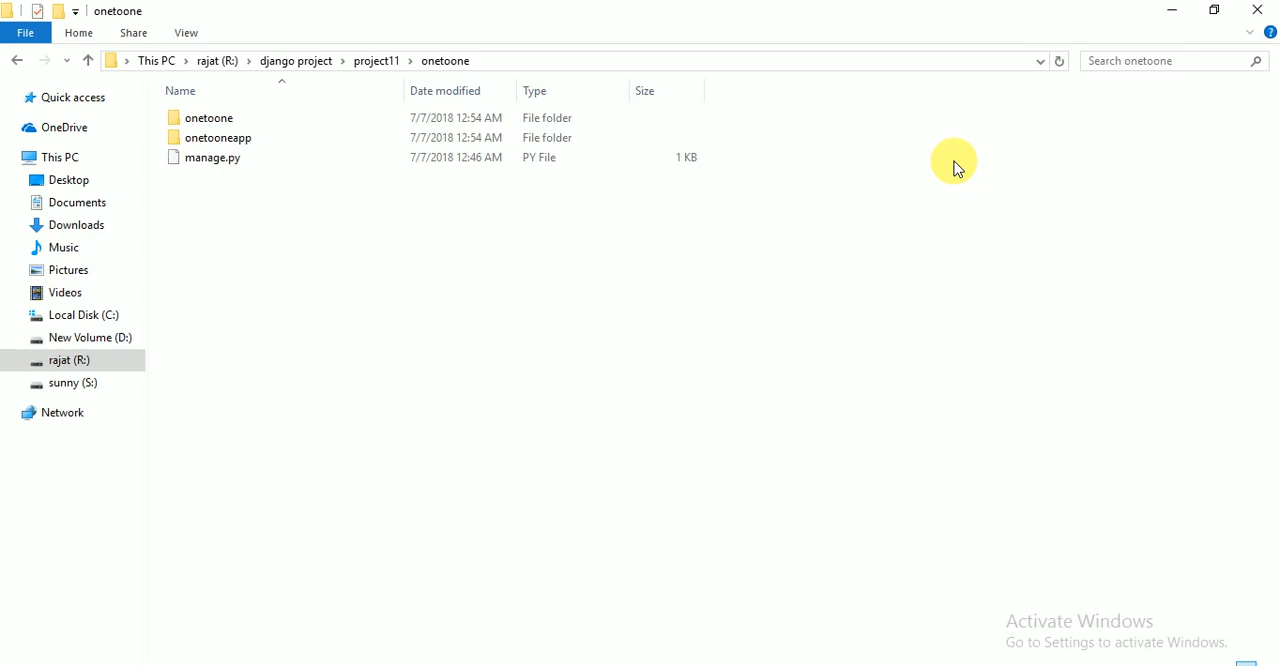 onetoone
File Home Share View
This PC rajat (R:) django project project11 onetoone Search onetoone
Name Date modified Type Size
onetoone 7/7/2018 12:54 AM File folder
onetooneapp 7/7/2018 12:54 AM File folder
manage.py 7/7/2018 12:46 AM PY File 1 KB
Quick access
OneDrive
This PC
Desktop
Documents
Downloads
Music
Pictures
Videos
Local Disk (C:)
New Volume (D:)
rajat (R:)
sunny (S:)
Network
Activate Windows
Go to Settings to activate Windows.